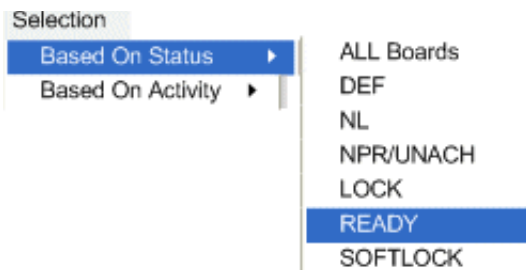 Selection
Based On Status
Based On Activity
ALL Boards
DEF
NL
NPR/UNACH
LOCK
READY
SOFTLOCK